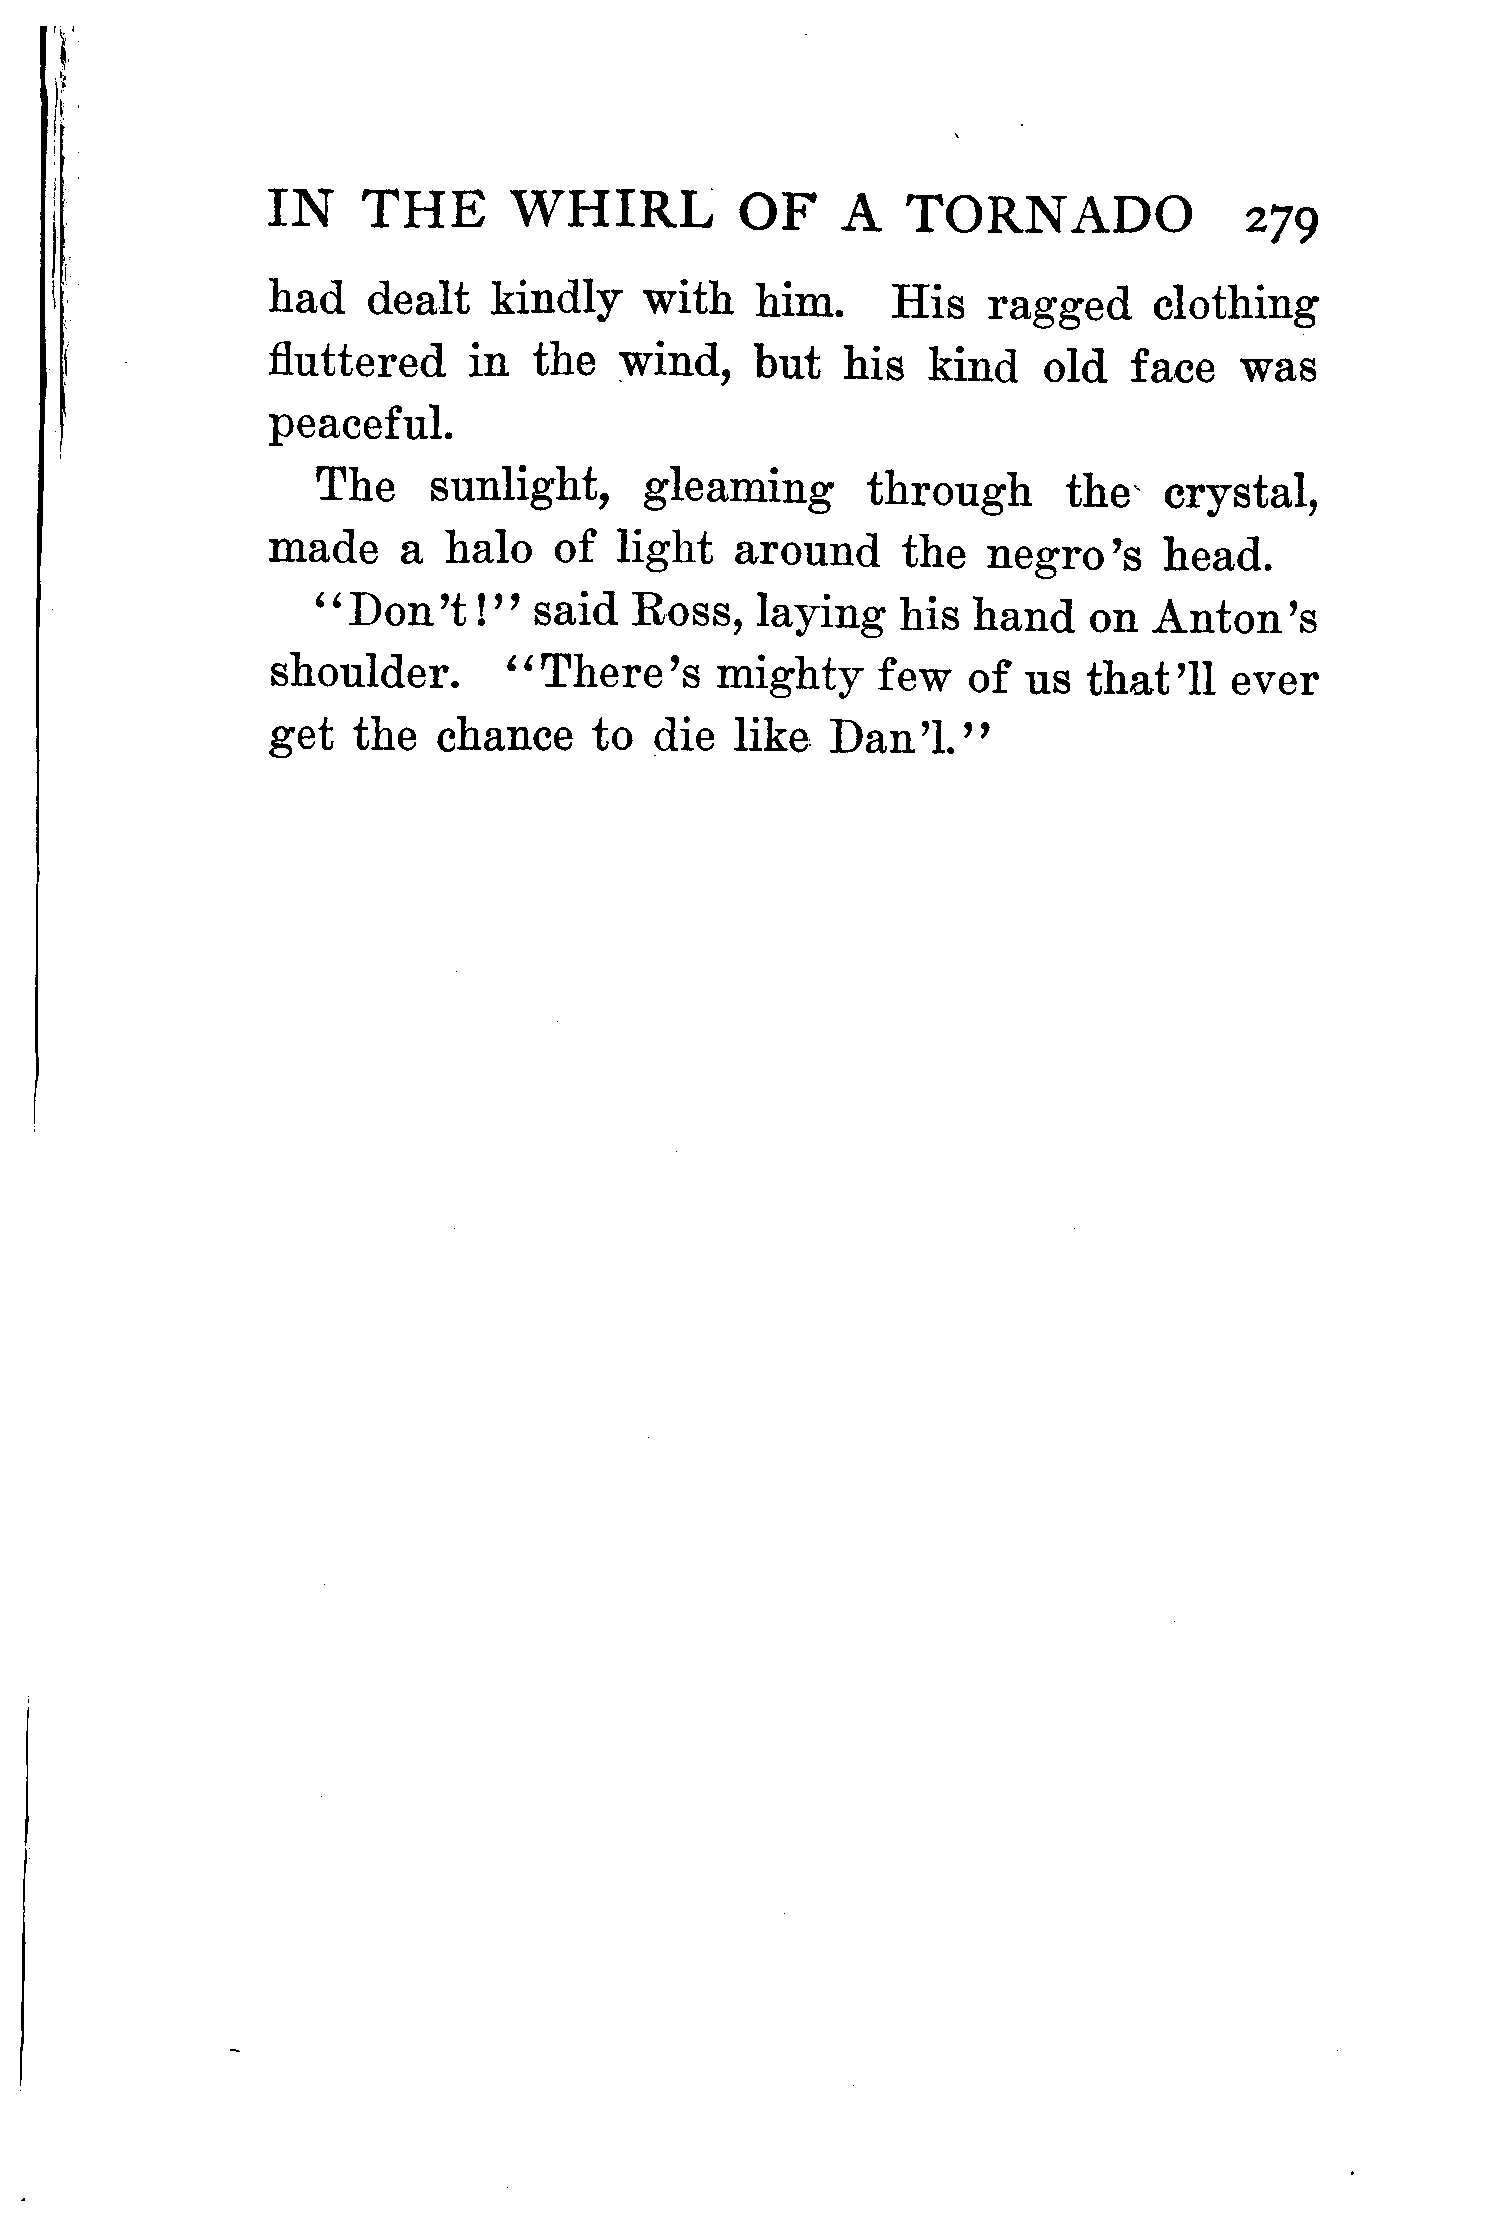 IN THE WHIRL OF A TORNADO 279
had dealt kindly with him. His ragged clothing
fluttered in the wind, but his kind old face was
peaceful.
The sunlight, gleaming through the crystal,
made a halo of light around the negro's head.
"Don't!" said Ross, laying his hand on Anton's
shoulder. "There's mighty few of us that'll ever
get the chance to die like Dan'l."